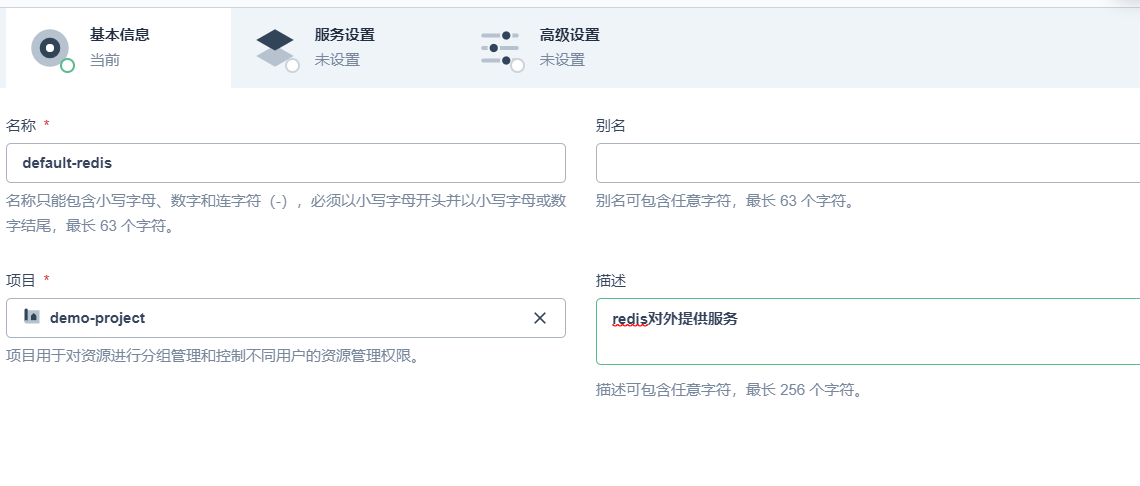 基本信息
当前
服务设置
未设置
高级设置
未设置
名称 *
别名
default-redis
名称只能包含小写字母、数字和连字符（-），必须以小写字母开头并以小写字母或数
字结尾，最长 63 个字符。
别名可包含任意字符，最长 63 个字符。
项目 *
描述
demo-project
redis对外提供服务
项目用于对资源进行分组管理和控制不同用户的资源管理权限。
描述可包含任意字符，最长 256 个字符。